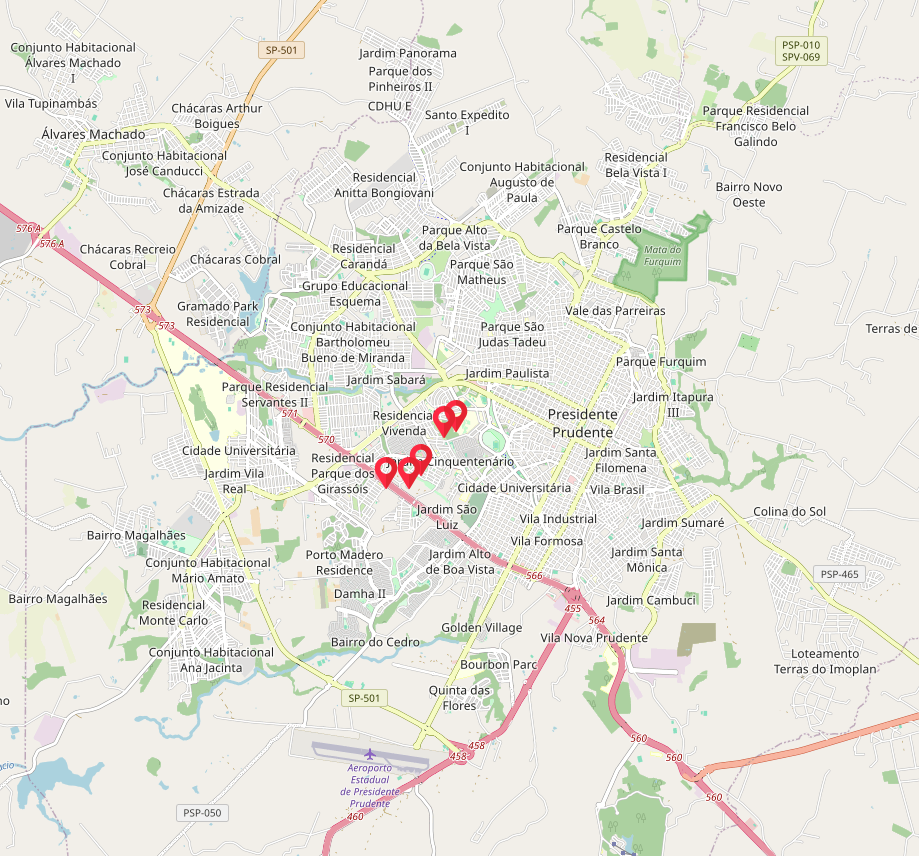 Conjunto Habitacional
Álvares Machado
I
SP-501
Jardim Panorama
PSP-010
SPV-069
Parque dos
Pinheiros II
Vila Tupinambás
Chácaras Arthur
Boigues
CDHU E
Santo Expedito
I
Parque Residencial
Francisco Belo
Galindo
Álvares Machado
Conjunto Habitacional
José Canducci
Residencial
Anitta Bongiovani
Conjunto Habitacional
Augusto de
Paula
Residencial
Bela Vista I
Bairro Novo
Oeste
Chácaras Estrada
da Amizade
576 A
576 A
Chácaras Recreio
Cobral
Chácaras Cobral
Residencial
Carandá
Parque Alto
da Bela Vista
Parque Castelo
Branco
Mata do
Furquim
Parque São
Matheus
Grupo Educacional
Esquema
573
573
Gramado Park
Residencial
Vale das Parreiras
Conjunto Habitacional
Bartholomeu
Bueno de Miranda
Parque São
Judas Tadeu
Terras de
Parque Furquim
Jardim Sabará
Jardim Paulista
Parque Residencial
Servantes II
571
Jardim Itapura
III
Residencial
Vivenda
Presidente
Prudente
570
Cidade Universitária
Residencial
Parque dos
Girassóis
Cinquentenário
Jardim Santa
Filomena
Jardim Vila
Real
Cidade Universitária
Vila Brasil
Jardim São
Luiz
Vila Industrial
Jardim Sumaré
Colina do Sol
Bairro Magalhães
Vila Formosa
Porto Madero
Residence
Jardim Alto
de Boa Vista
Jardim Santa
Mônica
Conjunto Habitacional
Mário Amato
566
PSP-465
Damha II
Bairro Magalhães
Residencial
Monte Carlo
455
564
Jardim Cambuci
Golden Village
Bairro do Cedro
Vila Nova Prudente
Conjunto Habitacional
Ana Jacinta
Bourbon Parc
Loteamento
Terras do Imoplan
SP-501
Quinta das
Flores
458
458
560
560
Aeroporto
Estadual
de Presidente
Prudente
560
PSP-050
460